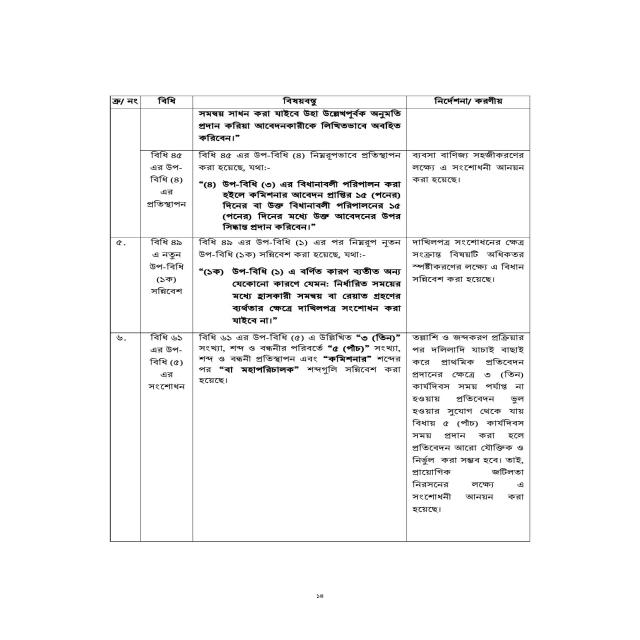 ক্র/ নং বিধি বিষয়বস্তু নির্দেশনা/ করণীয়
সমন্বয় সাধন করা যাইবে উহা উল্লেখপূর্বক অনুমতি
প্রদান করিয়া আবেদনকারীকে লিখিতভাবে অবহিত
করিবেন।”
বিধি ৪৫
এর উপ-
বিধি (৪)
এর
প্রতিস্থাপন
বিধি ৪৫ এর উপ-বিধি (৪) নিম্নরূপভাবে প্রতিস্থাপন
করা হয়েছে, যথা:-
“(৪) উপ-বিধি (৩) এর বিধানাবলী পরিপালন করা
হইলে কমিশনার আবেদন প্রাপ্তির ১৫ (পনের)
দিনের বা উক্ত বিধানাবলী পরিপালনের ১৫
(পনের) দিনের মধ্যে উক্ত আবেদনের উপর
সিদ্ধান্ত প্রদান করিবেন।”
ব্যবসা বাণিজ্য সহজীকরণের
লক্ষ্যে এ সংশোধনী আনয়ন
করা হয়েছে।
৫.
বিধি ৪৯
এ নতুন
উপ-বিধি
(১ক)
সন্নিবেশ
বিধি ৪৯ এর উপ-বিধি (১) এর পর নিম্নরূপ নূতন
উপ-বিধি (১ক) সন্নিবেশ করা হয়েছে, যথা:-
“(১ক) উপ-বিধি (১) এ বর্ণিত কারণ ব্যতীত অন্য
যেকোনো কারণে যেমন: নির্ধারিত সময়ের
মধ্যে হ্রাসকারী সমন্বয় বা রেয়াত গ্রহণের
ব্যর্থতার ক্ষেত্রে দাখিলপত্র সংশোধন করা
যাইবে না।”
দাখিলপত্র সংশোধনের ক্ষেত্র
সংক্রান্ত বিষয়টি অধিকতর
স্পষ্টীকরণের লক্ষ্যে এ বিধান
সন্নিবেশ করা হয়েছে।
৬.
বিধি ৬১
এর উপ-
বিধি (৫)
এর
সংশোধন
বিধি ৬১ এর উপ-বিধি (৫) এ উল্লিখিত “৩ (তিন)”
সংখ্যা, শব্দ ও বন্ধনীর পরিবর্তে “৫ (পাঁচ)” সংখ্যা,
শব্দ ও বন্ধনী প্রতিস্থাপন এবং “কমিশনার” শব্দের
পর “বা মহাপরিচালক” শব্দগুলি সন্নিবেশ করা
হয়েছে।
তল্লাশি ও জব্দকরণ প্রক্রিয়ার
পর দলিলাদি যাচাই বাছাই
করে প্রাথমিক প্রতিবেদন
প্রদানের ক্ষেত্রে ৩ (তিন)
কার্যদিবস সময় পর্যাপ্ত না
হওয়ায় প্রতিবেদন ভুল
হওয়ার সুযোগ থেকে যায়
বিধায় ৫ (পাঁচ) কার্যদিবস
সময় প্রদান করা হলে
প্রতিবেদন আরো যৌক্তিক ও
নির্ভুল করা সম্ভব হবে। তাই,
প্রায়োগিক জটিলতা
নিরসনের লক্ষ্যে এ
সংশোধনী আনয়ন করা
হয়েছে।